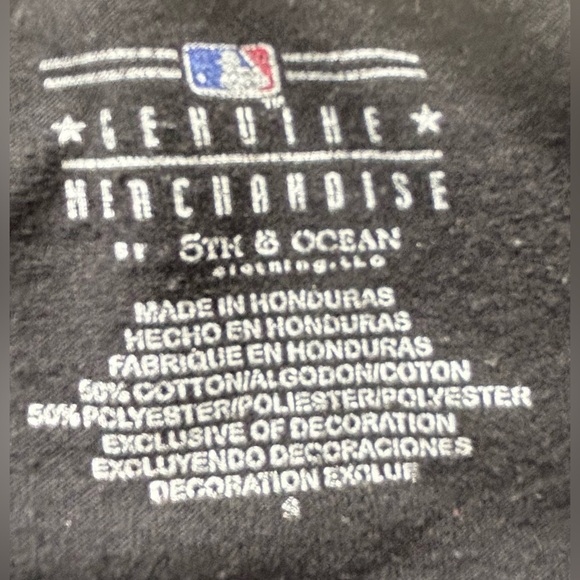 TM
★ GENUINE ★
MERCHANDISE
BY 5TH & OCEAN
clothing, LLC
MADE IN HONDURAS
HECHO EN HONDURAS
FABRIQUE EN HONDURAS
50% COTTON/ALGODON/COTON
50% POLYESTER/POLIESTER/POLYESTER
EXCLUSIVE OF DECORATION
EXCLUYENDO DECORACIONES
DECORATION EXCLUE
S